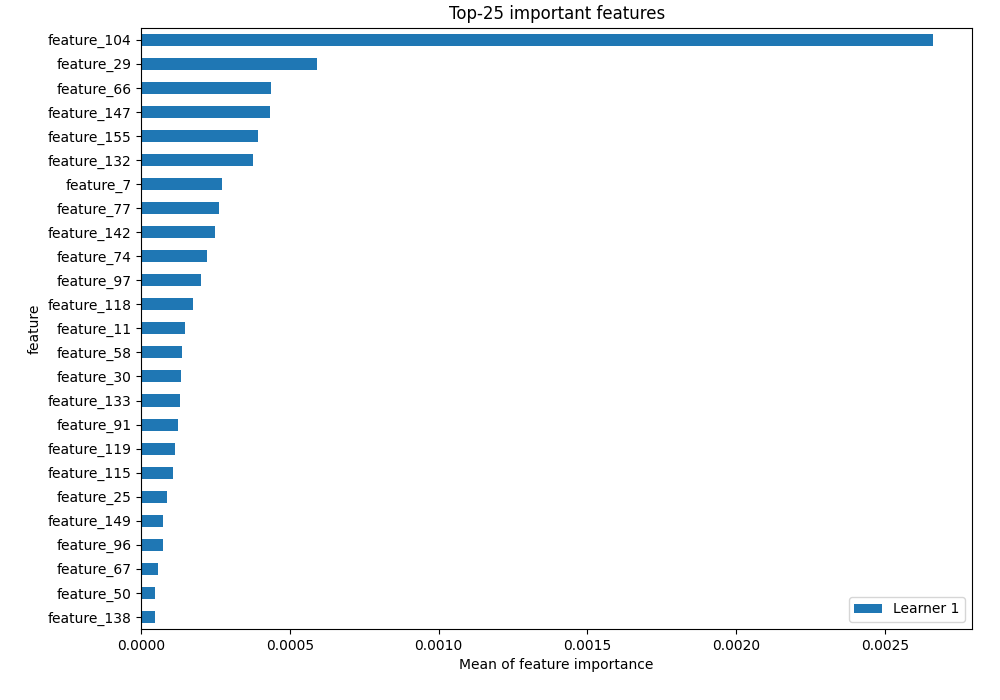 Top-25 important features
feature_104
feature_29
feature_66
feature_147
feature_155
feature_132
feature_7
feature_77
feature_142
feature_74
feature_97
feature_118
feature_11
feature_58
feature_30
feature_133
feature_91
feature_119
feature_115
feature_25
feature_149
feature_96
feature_67
feature_50
feature_138
feature
Learner 1
0.0000 0.0005 0.0010 0.0015 0.0020 0.0025
Mean of feature importance